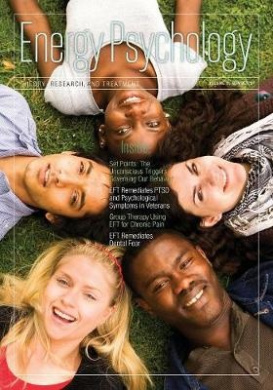 Energy Psychology
THEORY, RESEARCH, AND TREATMENT
Inside
Set Points: The
Unconscious Triggers
Governing Our
EFT Remediates PTSD
and Psychological
Symptoms in Veterans
Group Therapy Using
EFT for Chronic Pain
EFT Remediates
Dental Fear